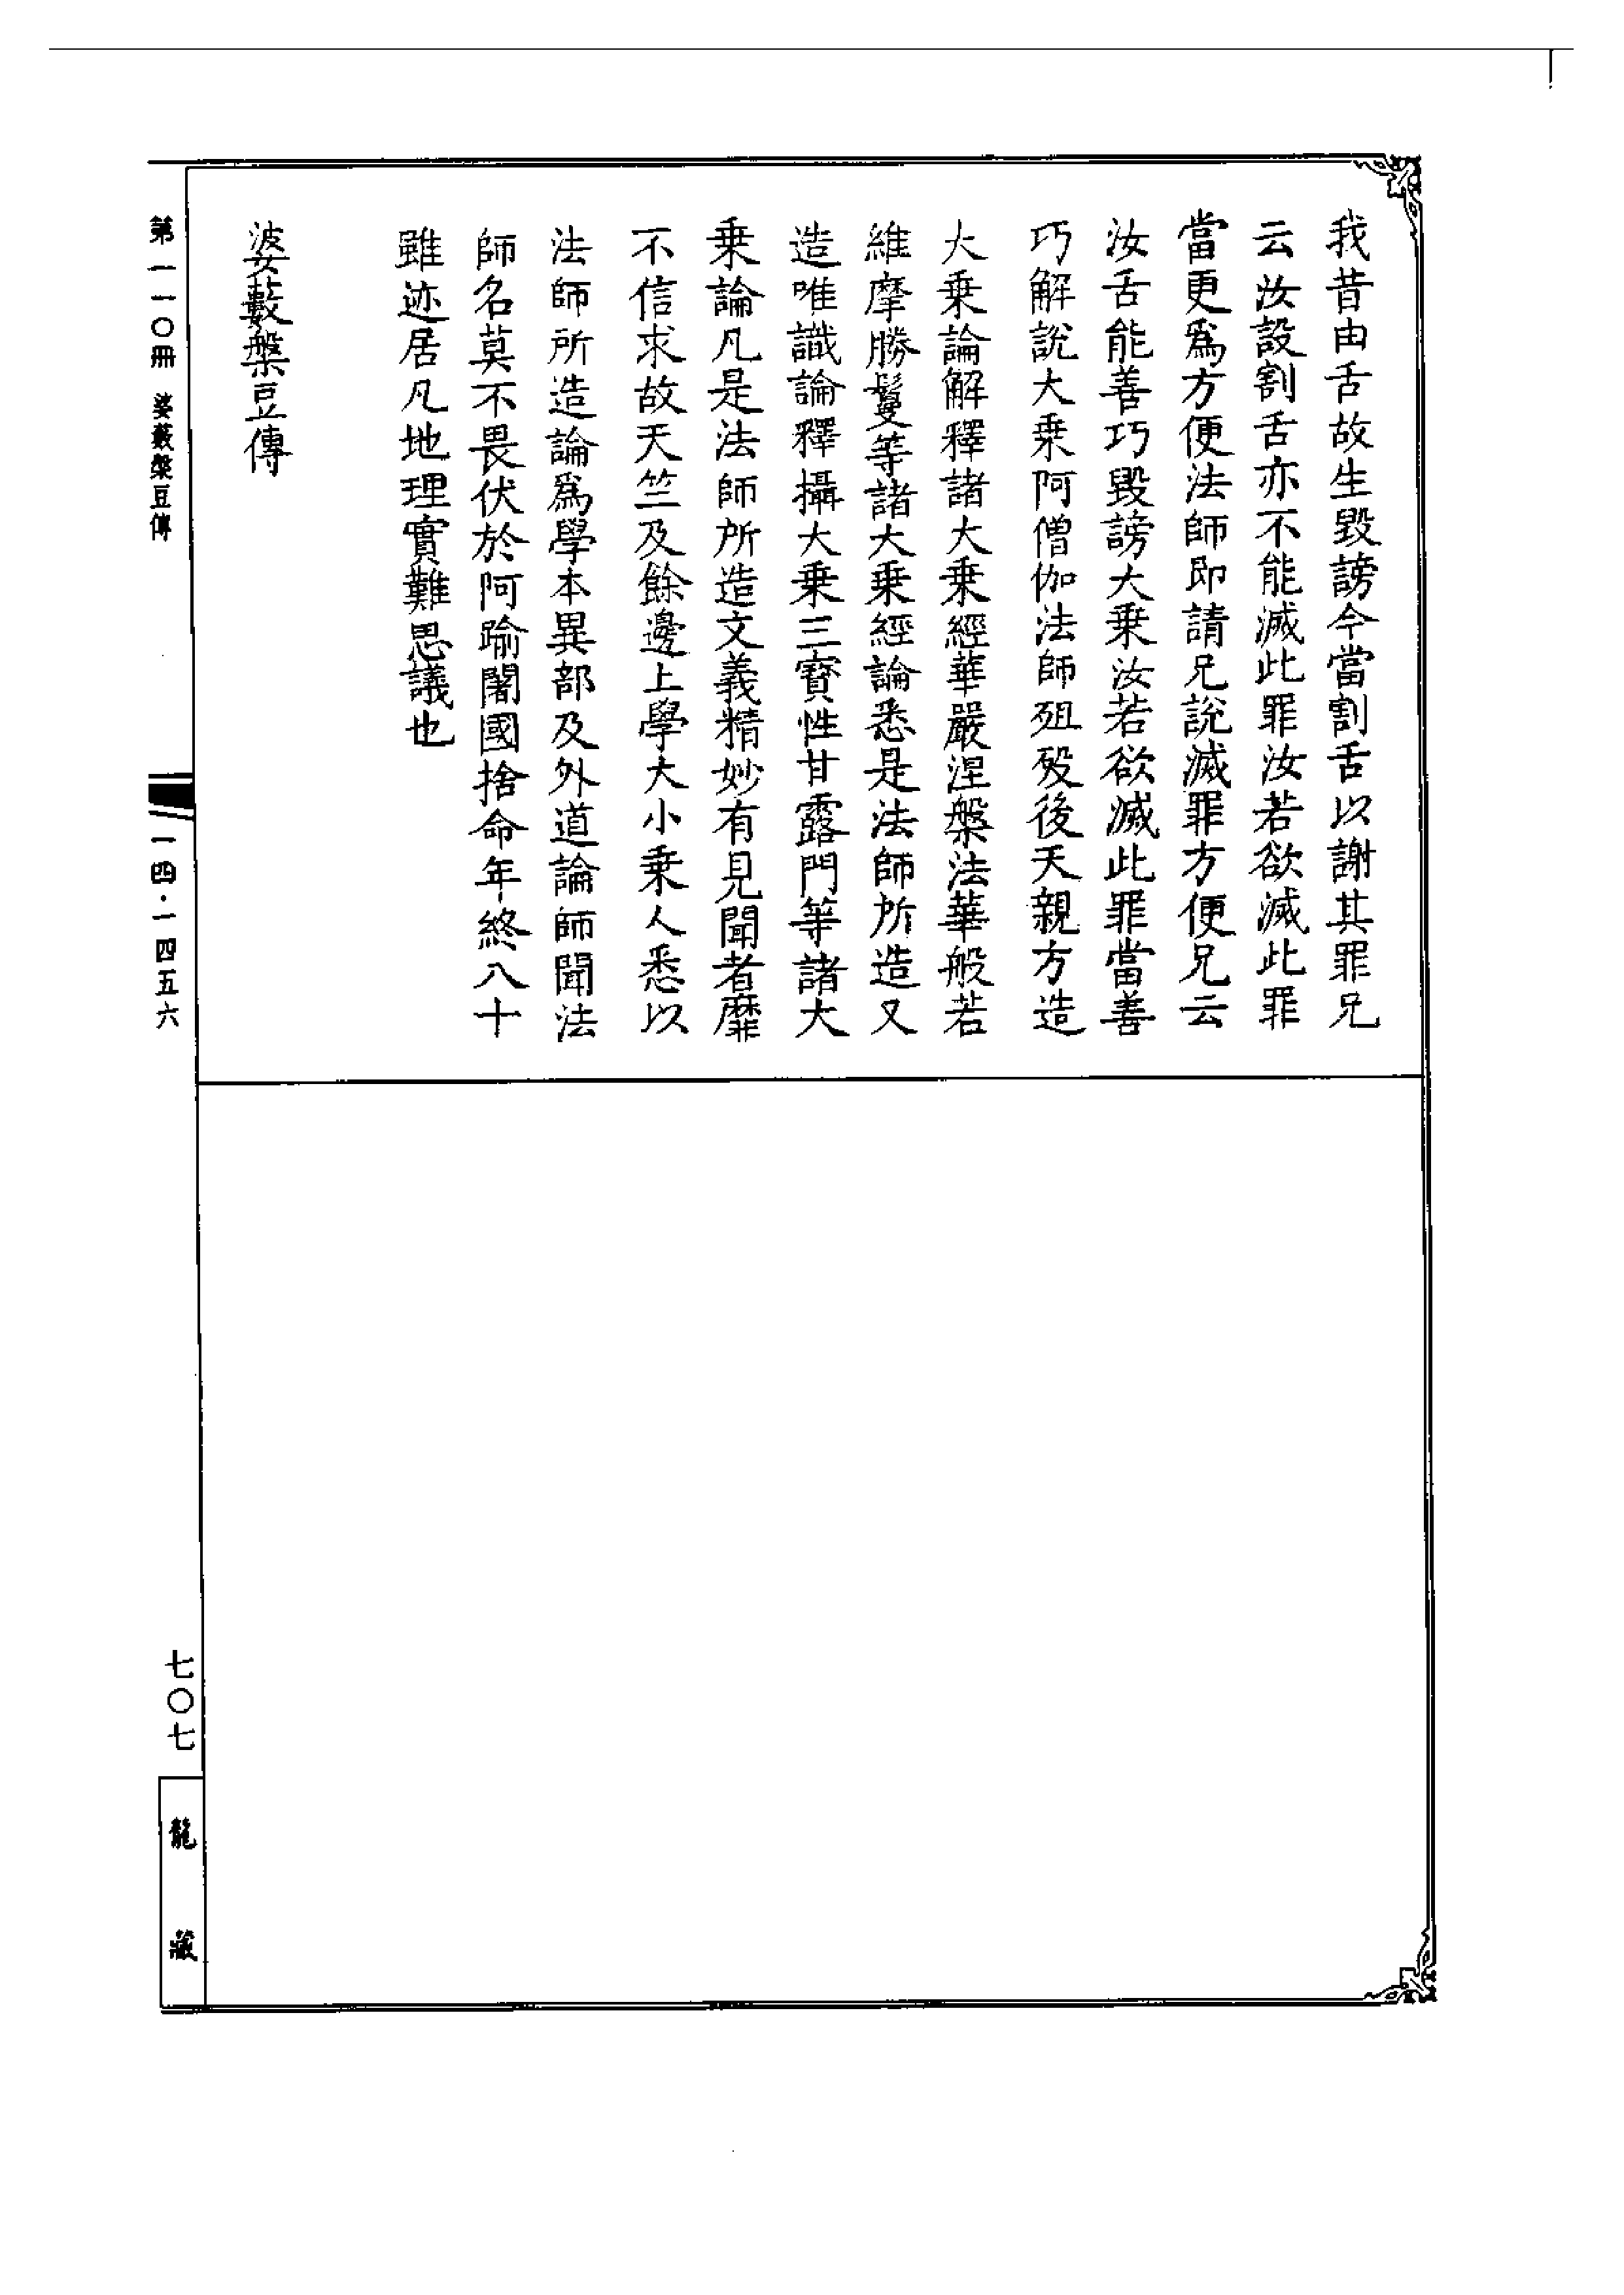 我昔由舌故生毀謗今當割舌以謝其罪兄
云汝設割舌亦不能滅此罪汝若欲滅此罪
當更爲方便法師即請兄說滅罪方便兄云
汝舌能善巧毀謗大乗汝若欲滅此罪當善
巧解說大乗阿僧伽法師殂歿後天親方造
大乗論解釋諸大乗經華嚴涅槃法華般若
維摩勝鬘等諸大乗經論悉是法師所造又
造唯識論釋攝大乗三寳性甘露門等諸大
乗論凡是法師所造文義精妙有見聞者靡
不信求故天竺及餘邊土學大小乗人悉以
法師所造論爲學本異部及外道論師聞法
師名莫不畏伏於阿踰闍國捨命年終八十
雖迹居凡地理實難思議也
婆藪槃豆傳
第一一〇冊 婆藪槃豆傳
一四·一四五六
七〇七
龍藏